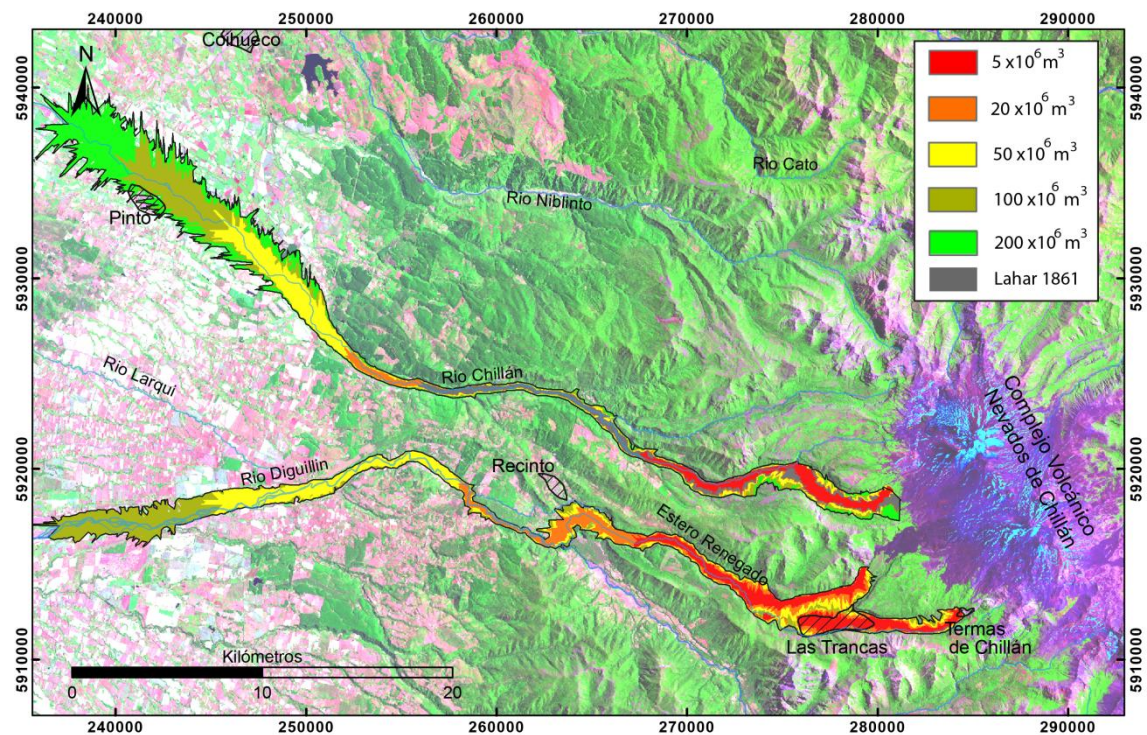 240000 250000 260000 270000 280000 290000
Coihueco
N
5 x10⁶ m³
20 x10⁶ m³
50 x10⁶ m³
100 x10⁶ m³
200 x10⁶ m³
Lahar 1861
5940000
5940000
Rio Cato
Rio Niblinto
Pinto
5930000
5930000
Rio Larqui
Rio Chillán
Complejo Volcánico
Nevados de Chillán
5920000
5920000
Rio Diguillin
Recinto
Estero Renegado
Termas
de Chillán
Las Trancas
5910000
5910000
Kilómetros
0 10 20
240000 250000 260000 270000 280000 290000